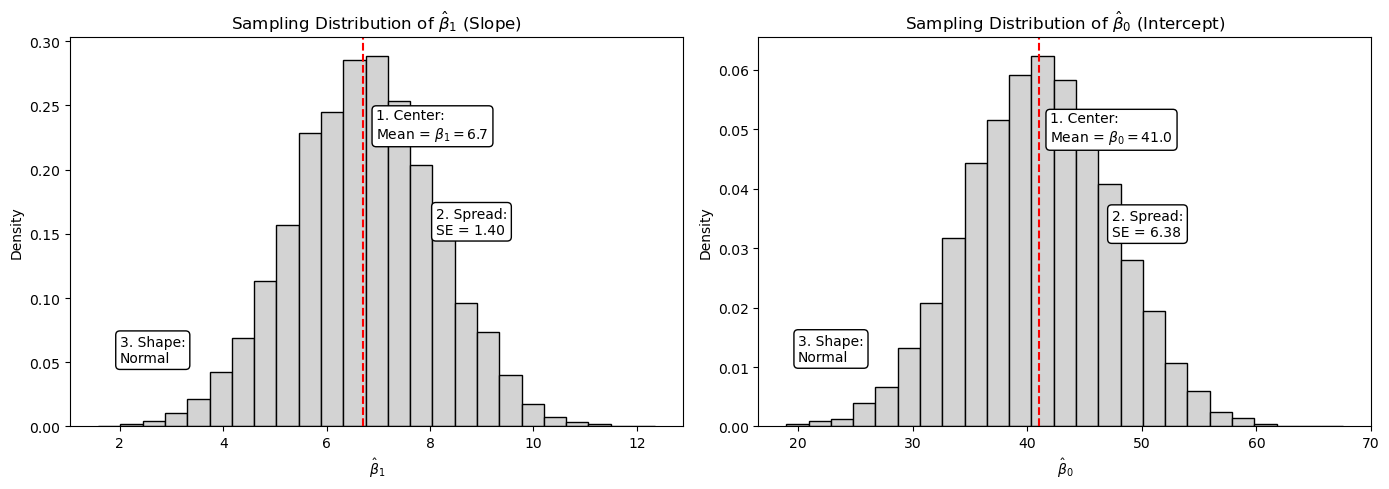 Sampling Distribution of $\hat{\beta}_1$ (Slope)
0.30
0.25
0.20
0.15
0.10
0.05
0.00
Density
1. Center:
Mean = $\beta_1 = 6.7$
2. Spread:
SE = 1.40
3. Shape:
Normal
2 4 6 8 10 12
$\hat{\beta}_1$
Sampling Distribution of $\hat{\beta}_0$ (Intercept)
0.06
0.05
0.04
0.03
0.02
0.01
0.00
Density
1. Center:
Mean = $\beta_0 = 41.0$
2. Spread:
SE = 6.38
3. Shape:
Normal
20 30 40 50 60 70
$\hat{\beta}_0$